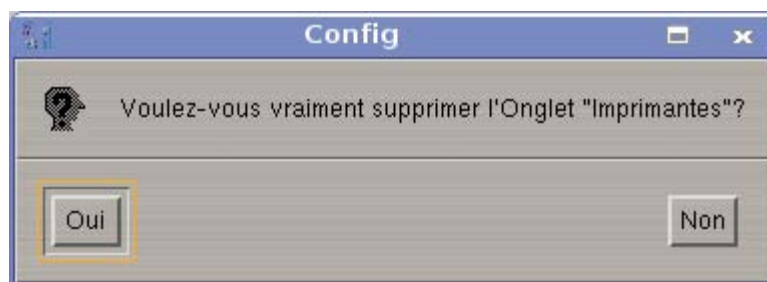 Config
Voulez-vous vraiment supprimer l'Onglet "Imprimantes"?
Oui
Non